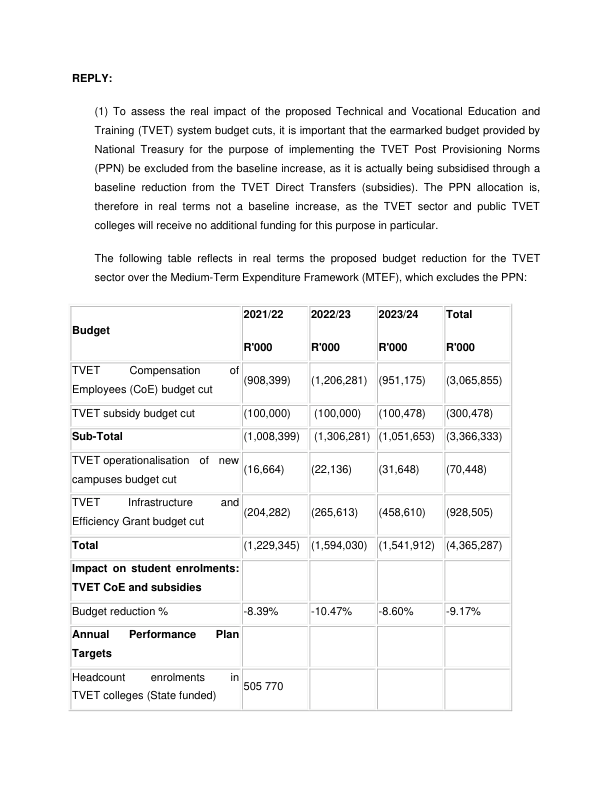 REPLY:
(1) To assess the real impact of the proposed Technical and Vocational Education and
Training (TVET) system budget cuts, it is important that the earmarked budget provided by
National Treasury for the purpose of implementing the TVET Post Provisioning Norms
(PPN) be excluded from the baseline increase, as it is actually being subsidised through a
baseline reduction from the TVET Direct Transfers (subsidies). The PPN allocation is,
therefore in real terms not a baseline increase, as the TVET sector and public TVET
colleges will receive no additional funding for this purpose in particular.
The following table reflects in real terms the proposed budget reduction for the TVET
sector over the Medium-Term Expenditure Framework (MTEF), which excludes the PPN:
Budget 2021/22 2022/23 2023/24 Total
R'000 R'000 R'000 R'000
TVET Compensation of
Employees (CoE) budget cut (908,399) (1,206,281) (951,175) (3,065,855)
TVET subsidy budget cut (100,000) (100,000) (100,478) (300,478)
Sub-Total (1,008,399) (1,306,281) (1,051,653) (3,366,333)
TVET operationalisation of new
campuses budget cut (16,664) (22,136) (31,648) (70,448)
TVET Infrastructure and
Efficiency Grant budget cut (204,282) (265,613) (458,610) (928,505)
Total (1,229,345) (1,594,030) (1,541,912) (4,365,287)
Impact on student enrolments:
TVET CoE and subsidies
Budget reduction % -8.39% -10.47% -8.60% -9.17%
Annual Performance Plan
Targets
Headcount enrolments in
TVET colleges (State funded) 505 770